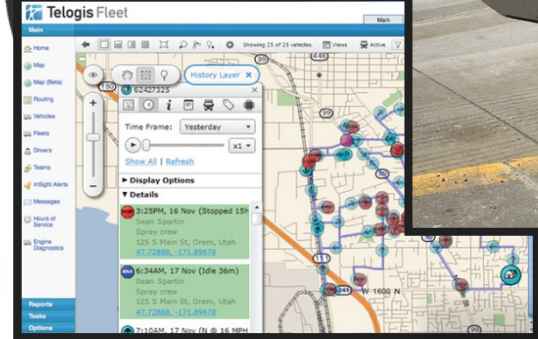 Telogis Fleet
Main
Main
Showing 25 of 25 vehicles.
Views
Active
Home
Map
Map (Beta)
Routing
Vehicles
Fleets
Drivers
Teams
InSight Alerts
Messages
Hours of
Service
Engine
Diagnostics
Reports
Tasks
Options
History Layer ×
62427325
Time Frame: Yesterday
x1
Show All | Refresh
Display Options
Details
3:25PM, 16 Nov (Stopped 15h
Sean Spartin
Spray crew
125 S Main St, Orem, Utah
47.72888, -171.89678
6:34AM, 17 Nov (Idle 36m)
Sean Spartin
Spray crew
125 S Main St, Orem, Utah
47.72888, -171.89678
7:10AM, 17 Nov (N @ 16 MPH
W 1600 N